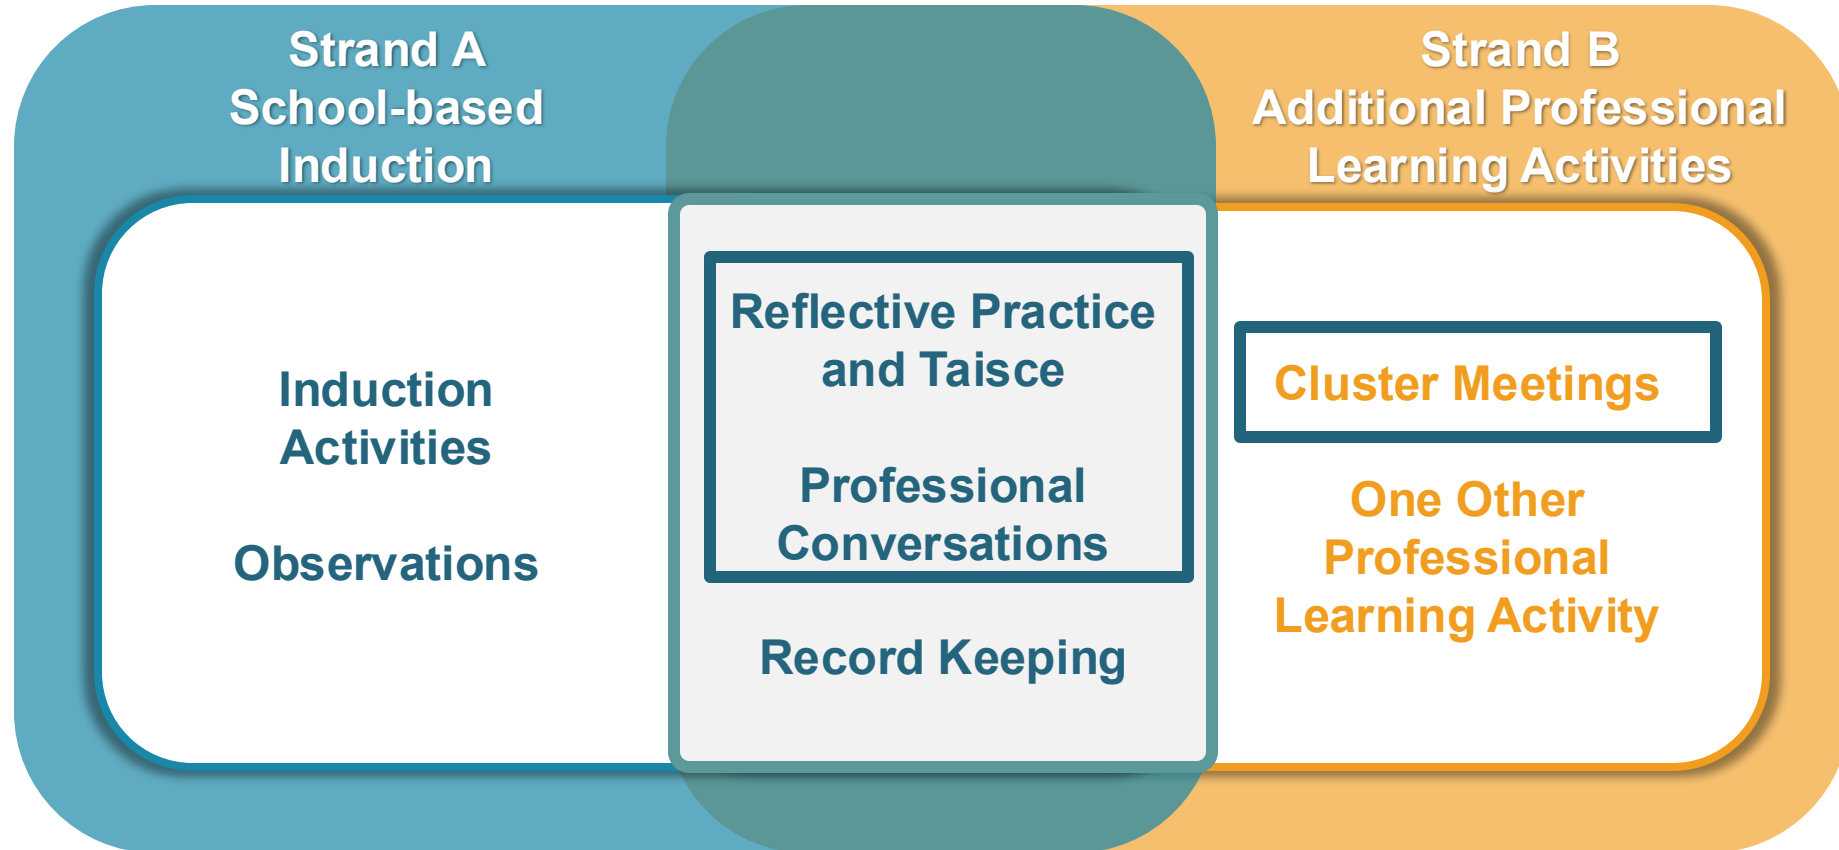 Strand A
School-based
Induction
Induction
Activities
Observations
Reflective Practice
and Taisce
Professional
Conversations
Record Keeping
Strand B
Additional Professional
Learning Activities
Cluster Meetings
One Other
Professional
Learning Activity